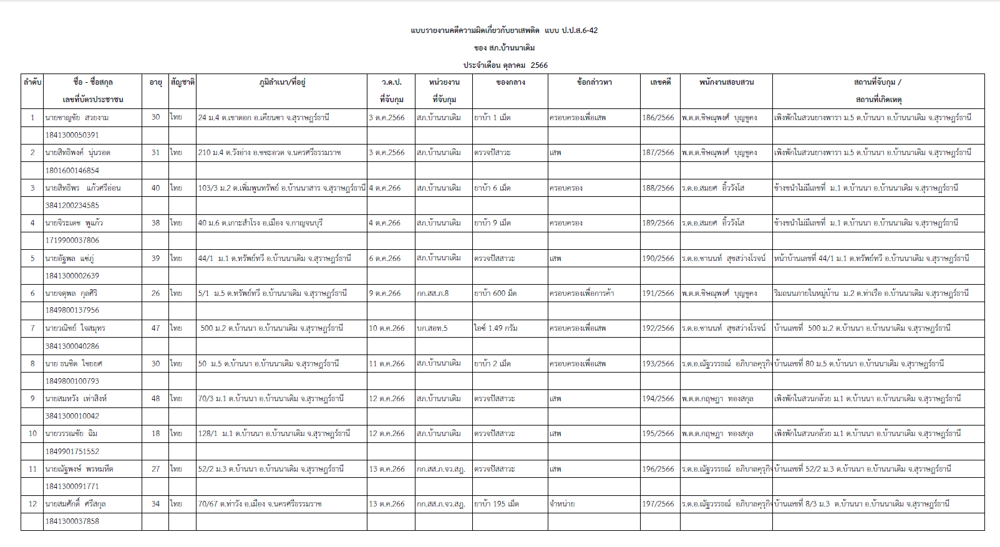 แบบรายงานคดีความผิดเกี่ยวกับยาเสพติด แบบ ป.ป.ส.6-42
ของ สภ.บ้านนาเดิม
ประจำเดือน ตุลาคม 2566
ลำดับ ชื่อ - ชื่อสกุล อายุ สัญชาติ ภูมิลำเนา/ที่อยู่ ว.ด.ป. หน่วยงาน ของกลาง ข้อกล่าวหา เลขคดี พนักงานสอบสวน สถานที่จับกุม /
เลขที่บัตรประชาชน ที่จับกุม ที่จับกุม สถานที่เกิดเหตุ
1 นายชาญชัย สวยงาม 30 ไทย 24 ม.4 ต.เขาตอก อ.เคียนซา จ.สุราษฎร์ธานี 3 ต.ค.2566 สภ.บ้านนาเดิม ยาบ้า 1 เม็ด ครอบครองเพื่อเสพ 186/2566 พ.ต.ต.ชิษณุพงศ์ บุญชูคง เพิงพักในสวนยางพารา ม.5 ต.บ้านนา อ.บ้านนาเดิม จ.สุราษฎร์ธานี
1841300050391
2 นายสิทธิพงค์ นุ่นรอด 31 ไทย 210 ม.4 ต.วังอ่าง อ.ชะอวด จ.นครศรีธรรมราช 3 ต.ค.2566 สภ.บ้านนาเดิม ตรวจปัสสาวะ เสพ 187/2566 พ.ต.ต.ชิษณุพงศ์ บุญชูคง เพิงพักในสวนยางพารา ม.5 ต.บ้านนา อ.บ้านนาเดิม จ.สุราษฎร์ธานี
1801600146854
3 นายสิทธิพร แก้วศรีอ่อน 40 ไทย 103/3 ม.2 ต.เพิ่มพูนทรัพย์ อ.บ้านนาสาร จ.สุราษฎร์ธานี 4 ต.ค.266 สภ.บ้านนาเดิม ยาบ้า 6 เม็ด ครอบครอง 188/2566 ร.ต.อ.สมยศ อิ้ววังโส ข้างขนำไม่มีเลขที่ ม.1 ต.บ้านนา อ.บ้านนาเดิม จ.สุราษฎร์ธานี
3841200234585
4 นายจิระเดช พูแก้ว 38 ไทย 40 ม.6 ต.เกาะสำโรง อ.เมือง จ.กาญจนบุรี 4 ต.ค.266 สภ.บ้านนาเดิม ยาบ้า 9 เม็ด ครอบครอง 189/2566 ร.ต.อ.สมยศ อิ้ววังโส ข้างขนำไม่มีเลขที่ ม.1 ต.บ้านนา อ.บ้านนาเดิม จ.สุราษฎร์ธานี
1719900037806
5 นายอัฐพล แซ่ภู่ 39 ไทย 44/1 ม.1 ต.ทรัพย์ทวี อ.บ้านนาเดิม จ.สุราษฎร์ธานี 6 ต.ค.266 สภ.บ้านนาเดิม ตรวจปัสสาวะ เสพ 190/2566 ร.ต.อ.ชานนท์ สุขสว่างโรจน์ หน้าบ้านเลขที่ 44/1 ม.1 ต.ทรัพย์ทวี อ.บ้านนาเดิม จ.สุราษฎร์ธานี
1841300002639
6 นายจตุพล กุลศิริ 26 ไทย 5/1 ม.5 ต.ทรัพย์ทวี อ.บ้านนาเดิม จ.สุราษฎร์ธานี 9 ต.ค.266 กก.สส.ภ.8 ยาบ้า 600 ม็ด ครอบครองเพื่อการค้า 191/2566 พ.ต.ต.ชิษณุพงศ์ บุญชูคง ริมถนนภายในหมู่บ้าน ม.2 ต.ท่าเรือ อ.บ้านนาเดิม จ.สุราษฎร์ธานี
1849800137956
7 นายวณิชย์ ใจสมุทร 47 ไทย 500 ม.2 ต.บ้านนา อ.บ้านนาเดิม จ.สุราษฎร์ธานี 10 ต.ค.266 บก.สอท.5 ไอซ์ 1.49 กรัม ครอบครองเพื่อเสพ 192/2566 ร.ต.อ.ชานนท์ สุขสว่างโรจน์ บ้านเลขที่ 500 ม.2 ต.บ้านนา อ.บ้านนาเดิม จ.สุราษฎร์ธานี
3841300040286
8 นาย ธนชิต ไชยยศ 30 ไทย 50 ม.5 ต.บ้านนา อ.บ้านนาเดิม จ.สุราษฎร์ธานี 11 ต.ค.266 สภ.บ้านนาเดิม ยาบ้า 2 เม็ด ครอบครองเพื่อเสพ 193/2566 ร.ต.อ.ณัฐวรรธณ์ อภิบาลคุรุกิจ บ้านเลขที่ 80 ม.5 ต.บ้านนา อ.บ้านนาเดิม จ.สุราษฎร์ธานี
1849800100793
9 นายสมหวัง เท่าสิงห์ 48 ไทย 70/3 ม.1 ต.บ้านนา อ.บ้านนาเดิม จ.สุราษฎร์ธานี 12 ต.ค.266 สภ.บ้านนาเดิม ตรวจปัสสาวะ เสพ 194/2566 พ.ต.ต.กฤษฎา ทองสกุล เพิงพักในสวนกล้วย ม.1 ต.บ้านนา อ.บ้านนาเดิม จ.สุราษฎร์ธานี
3841300010042
10 นายวรรณชัย ฉิม 18 ไทย 128/1 ม.1 ต.บ้านนา อ.บ้านนาเดิม จ.สุราษฎร์ธานี 12 ต.ค.266 สภ.บ้านนาเดิม ตรวจปัสสาวะ เสพ 195/2566 พ.ต.ต.กฤษฎา ทองสกุล เพิงพักในสวนกล้วย ม.1 ต.บ้านนา อ.บ้านนาเดิม จ.สุราษฎร์ธานี
1849901751552
11 นายณัฐพงษ์ พรหมหีต 27 ไทย 52/2 ม.3 ต.บ้านนา อ.บ้านนาเดิม จ.สุราษฎร์ธานี 13 ต.ค.266 กก.สส.ภ.จว.สฎ. ตรวจปัสสาวะ เสพ 196/2566 ร.ต.อ.ณัฐวรรธณ์ อภิบาลคุรุกิจ บ้านเลขที่ 52/2 ม.3 ต.บ้านนา อ.บ้านนาเดิม จ.สุราษฎร์ธานี
1841300091771
12 นายสมศักดิ์ ศรีสกุล 34 ไทย 70/67 ต.ท่าวัง อ.เมือง จ.นครศรีธรรมราช 13 ต.ค.266 กก.สส.ภ.จว.สฎ. ยาบ้า 195 เม็ด จำหน่าย 197/2566 ร.ต.อ.ณัฐวรรธณ์ อภิบาลคุรุกิจ บ้านเลขที่ 8/3 ม.3 ต.บ้านนา อ.บ้านนาเดิม จ.สุราษฎร์ธานี
1841300037858